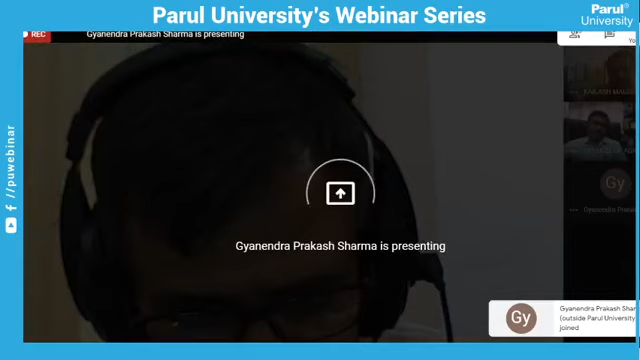 Parul University's Webinar Series
Parul®
University
REC
Gyanendra Prakash Sharma is presenting
f //puwebinar
Gyanendra Prakash Sharma is presenting
Gy
Gy
Gyanendra Prakash Shar
(outside Parul University
joined